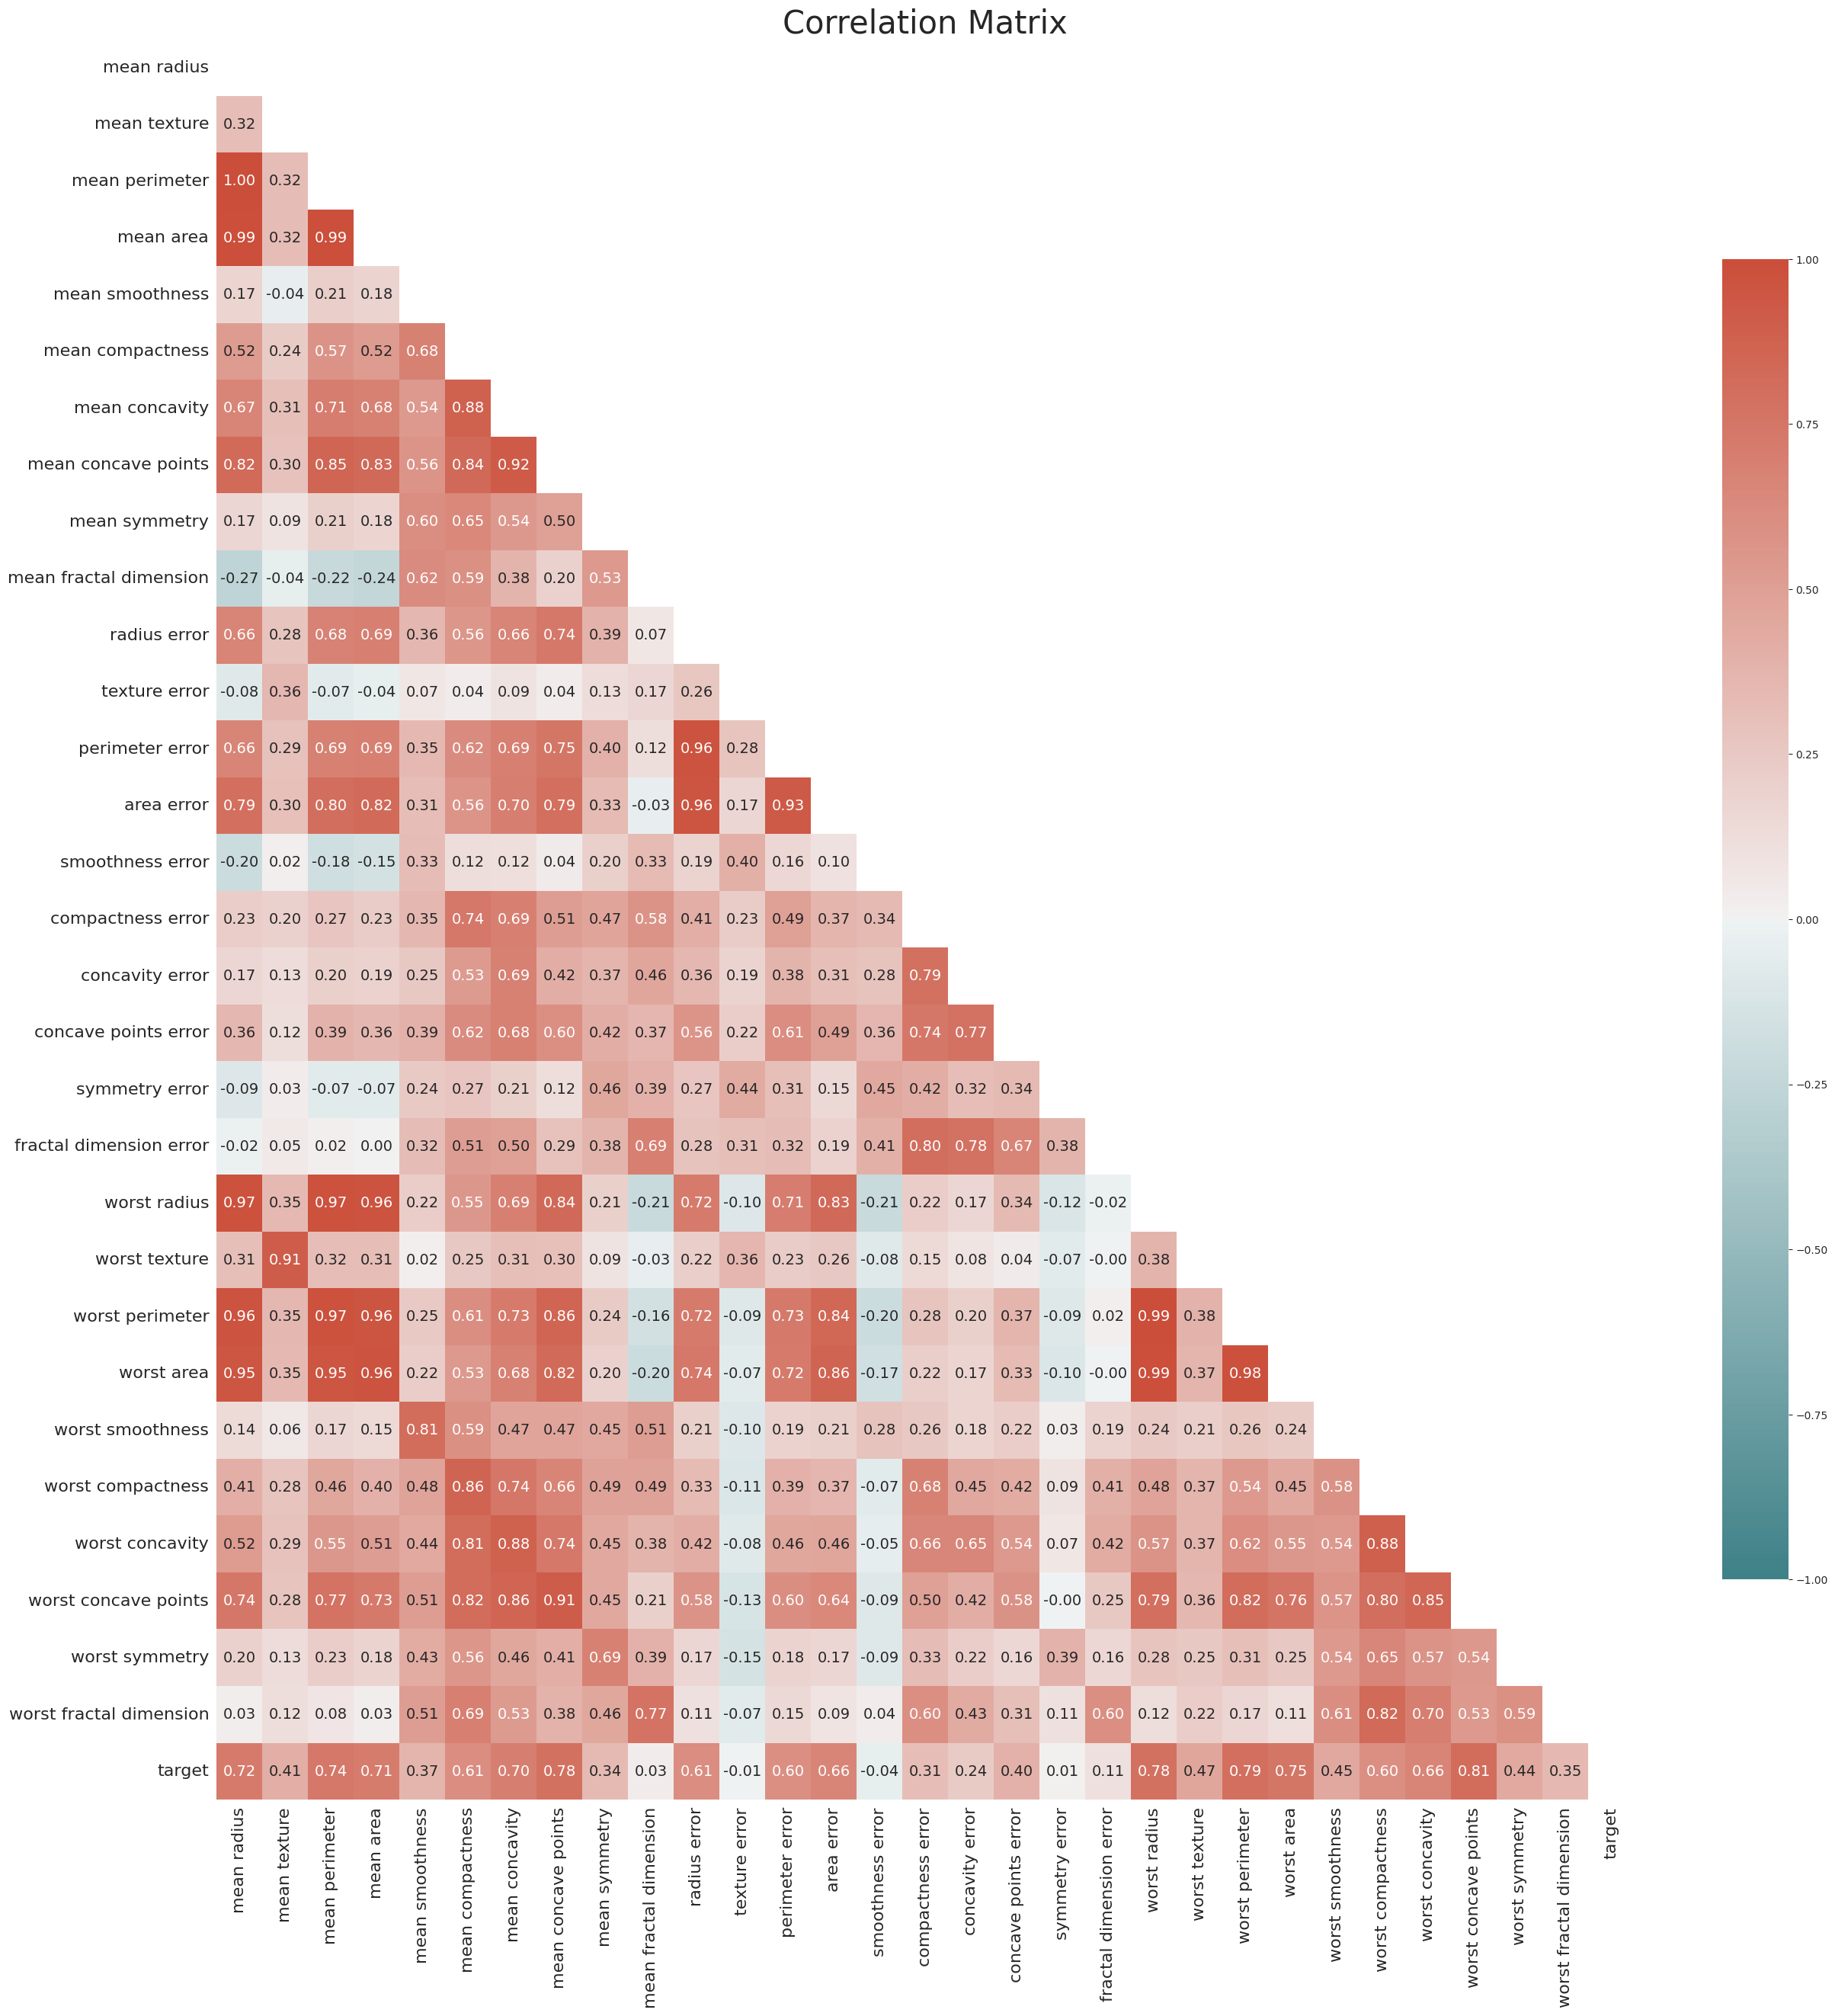 Correlation Matrix
mean radius
mean texture 0.32
mean perimeter 1.00 0.32
mean area 0.99 0.32 0.99
mean smoothness 0.17 -0.04 0.21 0.18
mean compactness 0.52 0.24 0.57 0.52 0.68
mean concavity 0.67 0.31 0.71 0.68 0.54 0.88
mean concave points 0.82 0.30 0.85 0.83 0.56 0.84 0.92
mean symmetry 0.17 0.09 0.21 0.18 0.60 0.65 0.54 0.50
mean fractal dimension -0.27 -0.04 -0.22 -0.24 0.62 0.59 0.38 0.20 0.53
radius error 0.66 0.28 0.68 0.69 0.36 0.56 0.66 0.74 0.39 0.07
texture error -0.08 0.36 -0.07 -0.04 0.07 0.04 0.09 0.04 0.13 0.17 0.26
perimeter error 0.66 0.29 0.69 0.69 0.35 0.62 0.69 0.75 0.40 0.12 0.96 0.28
area error 0.79 0.30 0.80 0.82 0.31 0.56 0.70 0.79 0.33 -0.03 0.96 0.17 0.93
smoothness error -0.20 0.02 -0.18 -0.15 0.33 0.12 0.12 0.04 0.20 0.33 0.19 0.40 0.16 0.10
compactness error 0.23 0.20 0.27 0.23 0.35 0.74 0.69 0.51 0.47 0.58 0.41 0.23 0.49 0.37 0.34
concavity error 0.17 0.13 0.20 0.19 0.25 0.53 0.69 0.42 0.37 0.46 0.36 0.19 0.38 0.31 0.28 0.79
concave points error 0.36 0.12 0.39 0.36 0.39 0.62 0.68 0.60 0.42 0.37 0.56 0.22 0.61 0.49 0.36 0.74 0.77
symmetry error -0.09 0.03 -0.07 -0.07 0.24 0.27 0.21 0.12 0.46 0.39 0.27 0.44 0.31 0.15 0.45 0.42 0.32 0.34
fractal dimension error -0.02 0.05 0.02 0.00 0.32 0.51 0.50 0.29 0.38 0.69 0.28 0.31 0.32 0.19 0.41 0.80 0.78 0.67 0.38
worst radius 0.97 0.35 0.97 0.96 0.22 0.55 0.69 0.84 0.21 -0.21 0.72 -0.10 0.71 0.83 -0.21 0.22 0.17 0.34 -0.12 -0.02
worst texture 0.31 0.91 0.32 0.31 0.02 0.25 0.31 0.30 0.09 -0.03 0.22 0.36 0.23 0.26 -0.08 0.15 0.08 0.04 -0.07 -0.00 0.38
worst perimeter 0.96 0.35 0.97 0.96 0.25 0.61 0.73 0.86 0.24 -0.16 0.72 -0.09 0.73 0.84 -0.20 0.28 0.20 0.37 -0.09 0.02 0.99 0.38
worst area 0.95 0.35 0.95 0.96 0.22 0.53 0.68 0.82 0.20 -0.20 0.74 -0.07 0.72 0.86 -0.17 0.22 0.17 0.33 -0.10 -0.00 0.99 0.37 0.98
worst smoothness 0.14 0.06 0.17 0.15 0.81 0.59 0.47 0.47 0.45 0.51 0.21 -0.10 0.19 0.21 0.28 0.26 0.18 0.22 0.03 0.19 0.24 0.21 0.26 0.24
worst compactness 0.41 0.28 0.46 0.40 0.48 0.86 0.74 0.66 0.49 0.49 0.33 -0.11 0.39 0.37 -0.07 0.68 0.45 0.42 0.09 0.41 0.48 0.37 0.54 0.45 0.58
worst concavity 0.52 0.29 0.55 0.51 0.44 0.81 0.88 0.74 0.45 0.38 0.42 -0.08 0.46 0.46 -0.05 0.66 0.65 0.54 0.07 0.42 0.57 0.37 0.62 0.55 0.54 0.88
worst concave points 0.74 0.28 0.77 0.73 0.51 0.82 0.86 0.91 0.45 0.21 0.58 -0.13 0.60 0.64 -0.09 0.50 0.42 0.58 -0.00 0.25 0.79 0.36 0.82 0.76 0.57 0.80 0.85
worst symmetry 0.20 0.13 0.23 0.18 0.43 0.56 0.46 0.41 0.69 0.39 0.17 -0.15 0.18 0.17 -0.09 0.33 0.22 0.16 0.39 0.16 0.28 0.25 0.31 0.25 0.54 0.65 0.57 0.54
worst fractal dimension 0.03 0.12 0.08 0.03 0.51 0.69 0.53 0.38 0.46 0.77 0.11 -0.07 0.15 0.09 0.04 0.60 0.43 0.31 0.11 0.60 0.12 0.22 0.17 0.11 0.61 0.82 0.70 0.53 0.59
target 0.72 0.41 0.74 0.71 0.37 0.61 0.70 0.78 0.34 0.03 0.61 -0.01 0.60 0.66 -0.04 0.31 0.24 0.40 0.01 0.11 0.78 0.47 0.79 0.75 0.45 0.60 0.66 0.81 0.44 0.35
mean radius
mean texture
mean perimeter
mean area
mean smoothness
mean compactness
mean concavity
mean concave points
mean symmetry
mean fractal dimension
radius error
texture error
perimeter error
area error
smoothness error
compactness error
concavity error
concave points error
symmetry error
fractal dimension error
worst radius
worst texture
worst perimeter
worst area
worst smoothness
worst compactness
worst concavity
worst concave points
worst symmetry
worst fractal dimension
target
1.00
0.75
0.50
0.25
0.00
−0.25
−0.50
−0.75
−1.00